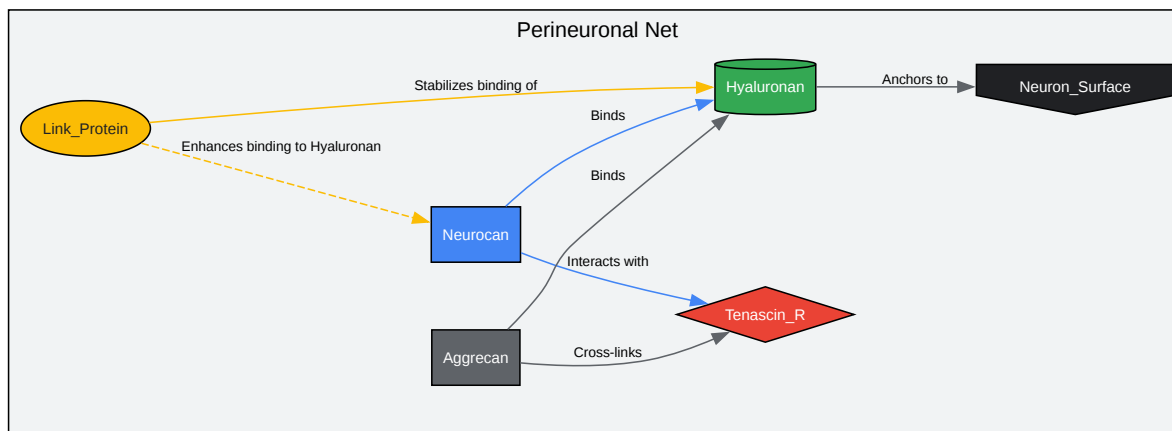 Perineuronal Net
Stabilizes binding of
Hyaluronan
Anchors to
Neuron_Surface
Link_Protein
Binds
Enhances binding to Hyaluronan
Binds
Neurocan
Interacts with
Tenascin_R
Aggrecan
Cross-links